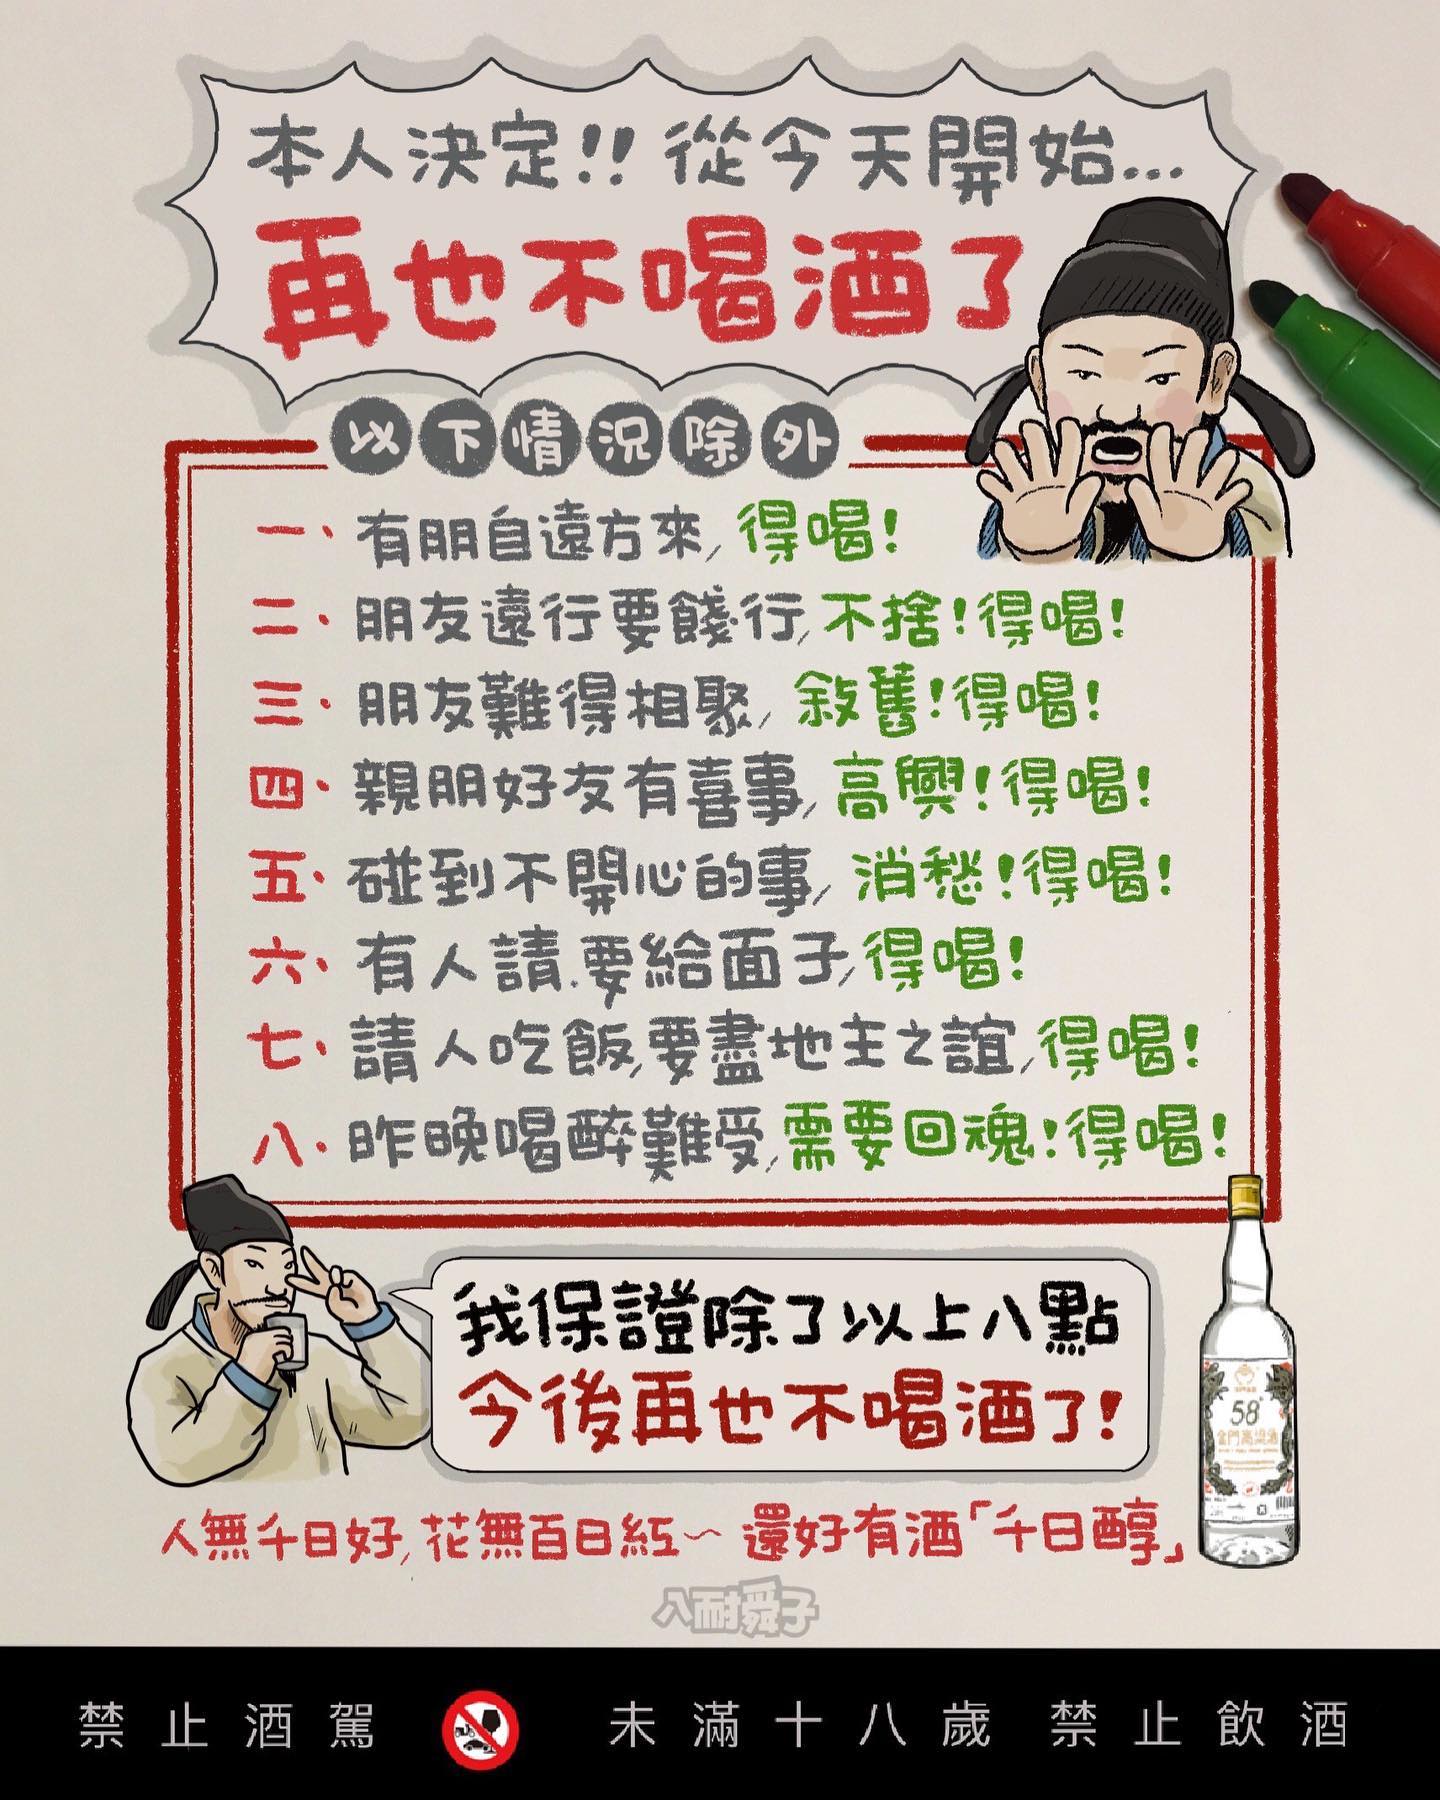 本人決定!! 從今天開始...
再也不喝酒了
以下情況除外
一、有朋自遠方來,得喝!
二、朋友遠行要餞行,不捨!得喝!
三、朋友難得相聚,敘舊!得喝!
四、親朋好友有喜事,高興!得喝!
五、碰到不開心的事,消愁!得喝!
六、有人請.要給面子,得喝!
七、請人吃飯,要盡地主之誼,得喝!
八、昨晚喝醉難受,需要回魂!得喝!
我保證除了以上八點
今後再也不喝酒了!
58
金門高粱酒
人無千日好,花無百日紅~ 還好有酒「千日醇」
八耐舜子
禁止酒駕 未滿十八歲 禁止飲酒